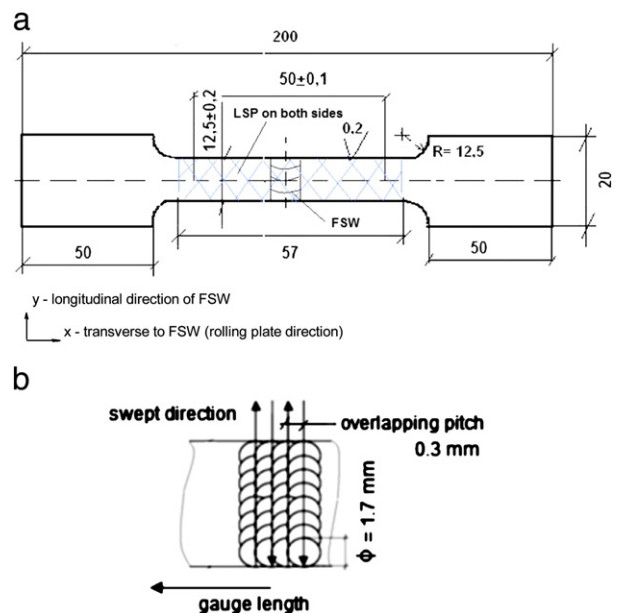 a
200
50±0,1
12,5±0,2
LSP on both sides
0.2
R= 12,5
20
FSW
50
57
50
y - longitudinal direction of FSW
x - transverse to FSW (rolling plate direction)
b
swept direction
overlapping pitch
0.3 mm
ϕ = 1.7 mm
gauge length